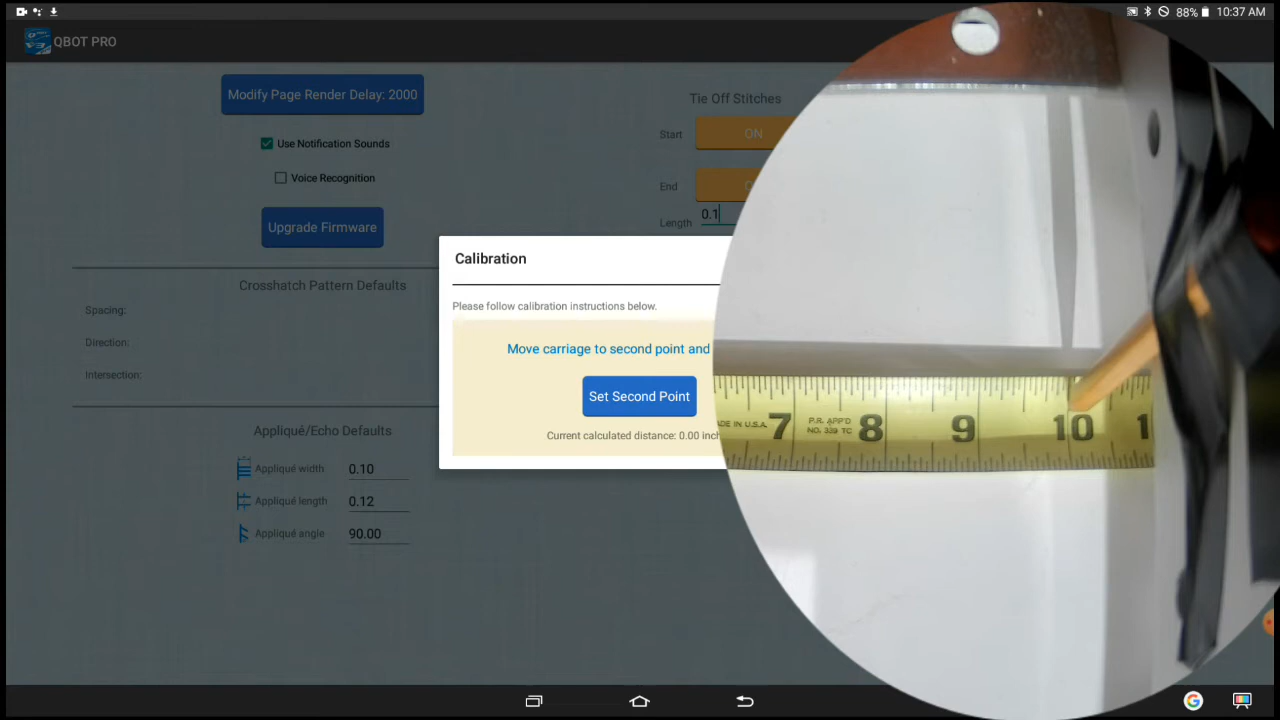 88% 10:37 AM
QBOT PRO
Modify Page Render Delay: 2000
Use Notification Sounds
Voice Recognition
Upgrade Firmware
Tie Off Stitches
Start ON
End
Length 0.1
Crosshatch Pattern Defaults
Spacing:
Direction:
Intersection:
Appliqué/Echo Defaults
Appliqué width 0.10
Appliqué length 0.12
Appliqué angle 90.00
Calibration
Please follow calibration instructions below.
Move carriage to second point and
Set Second Point
Current calculated distance: 0.00 inch
ADE IN U.S.A. 7 P.R. APP'D 8 9 10 1
NO. 339 TC
G